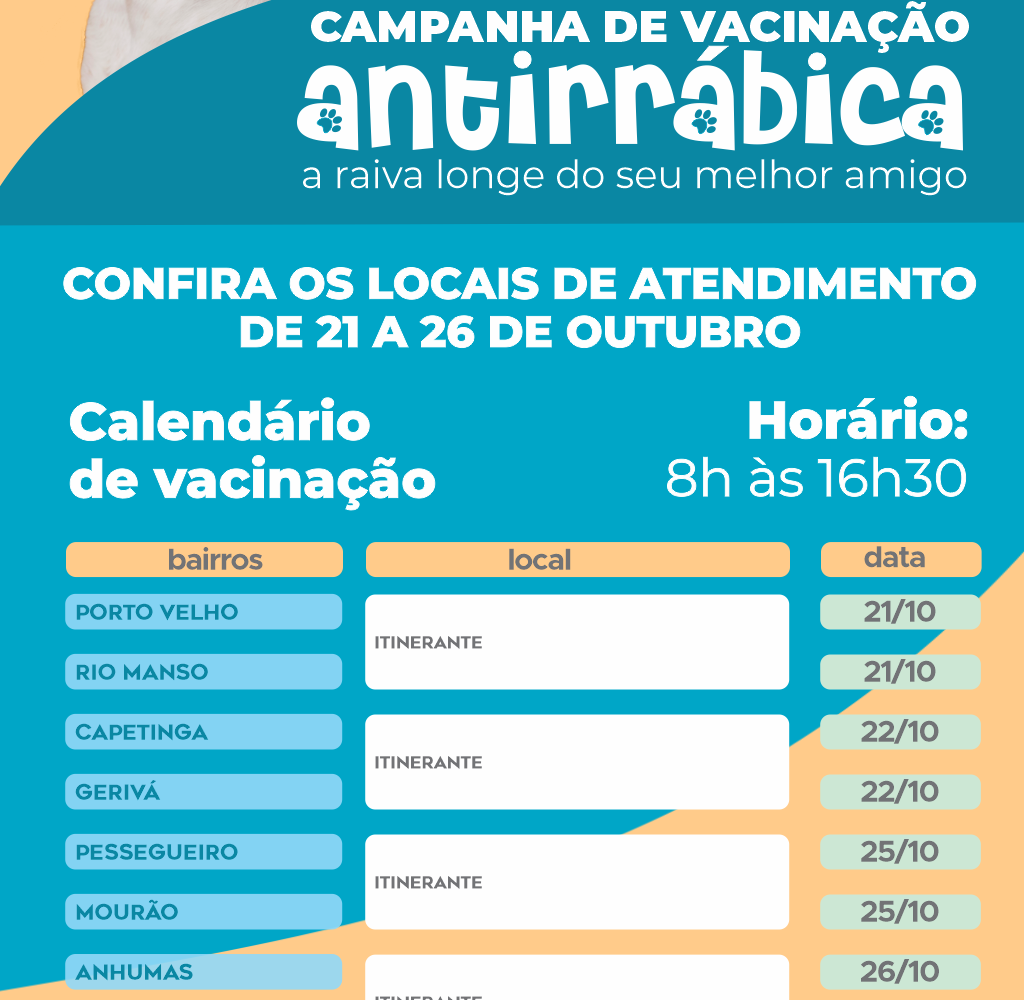 CAMPANHA DE VACINAÇÃO
antirrábica
a raiva longe do seu melhor amigo
CONFIRA OS LOCAIS DE ATENDIMENTO
DE 21 A 26 DE OUTUBRO
Calendário
de vacinação
Horário:
8h às 16h30
bairros local data
PORTO VELHO 21/10
ITINERANTE
RIO MANSO 21/10
CAPETINGA 22/10
ITINERANTE
GERIVÁ 22/10
PESSEGUEIRO 25/10
ITINERANTE
MOURÃO 25/10
ANHUMAS 26/10
ITINERANTE